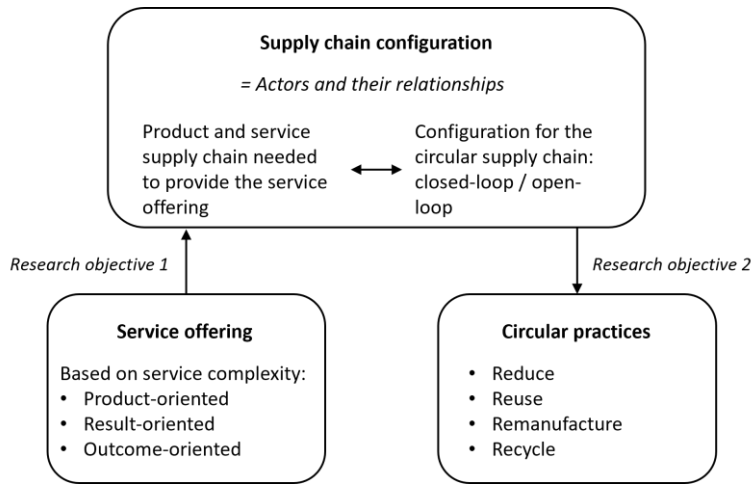 Supply chain configuration
= Actors and their relationships
Product and service
supply chain needed
to provide the service
offering
Configuration for the
circular supply chain:
closed-loop / open-
loop
Research objective 1
Research objective 2
Service offering
Based on service complexity:
• Product-oriented
• Result-oriented
• Outcome-oriented
Circular practices
• Reduce
• Reuse
• Remanufacture
• Recycle